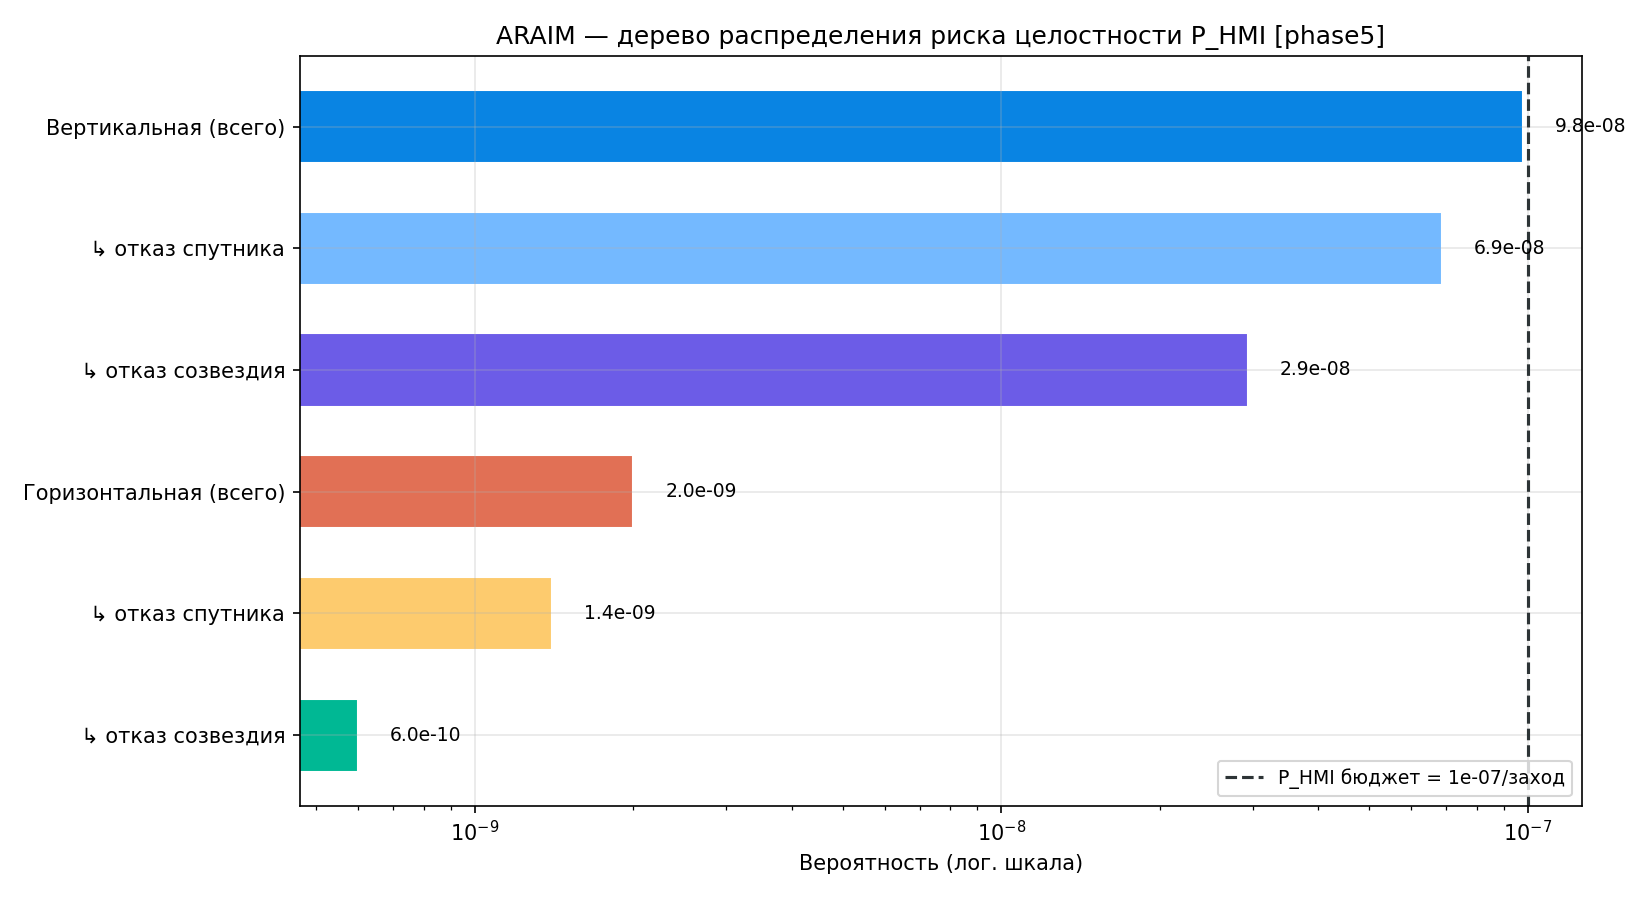 ARAIM — дерево распределения риска целостности P_HMI [phase5]
Вертикальная (всего)
9.8e-08
↳ отказ спутника
6.9e-08
↳ отказ созвездия
2.9e-08
Горизонтальная (всего)
2.0e-09
↳ отказ спутника
1.4e-09
↳ отказ созвездия
6.0e-10
P_HMI бюджет = 1e-07/заход
10⁻⁹
10⁻⁸
10⁻⁷
Вероятность (лог. шкала)